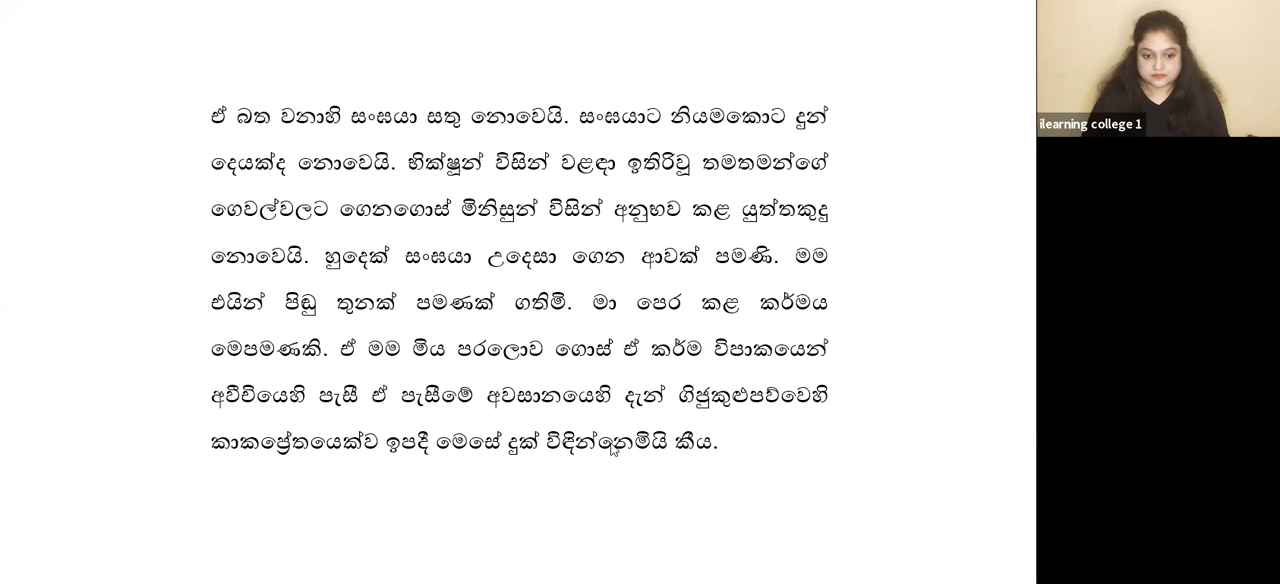 ඒ බත වනාහි සංඝයා සතු නොවෙයි. සංඝයාට නියමකොට දුන්
දෙයක්ද නොවෙයි. භික්ෂූන් විසින් වළඳා ඉතිරිවූ තමතමන්ගේ
ගෙවල්වලට ගෙනගොස් මිනිසුන් විසින් අනුභව කළ යුත්තකුදු
නොවෙයි. හුදෙක් සංඝයා උදෙසා ගෙන ආවක් පමණි. මම
එයින් පිඬු තුනක් පමණක් ගතිමි. මා පෙර කළ කර්මය
මෙපමණකි. ඒ මම මිය පරලොව ගොස් ඒ කර්ම විපාකයෙන්
අවීචියෙහි පැසී ඒ පැසීමේ අවසානයෙහි දැන් ගිජුකුළුපව්වෙහි
කාකප්‍රේතයෙක්ව ඉපදී මෙසේ දුක් විඳින්නෙමියි කීය.
ilearning college 1